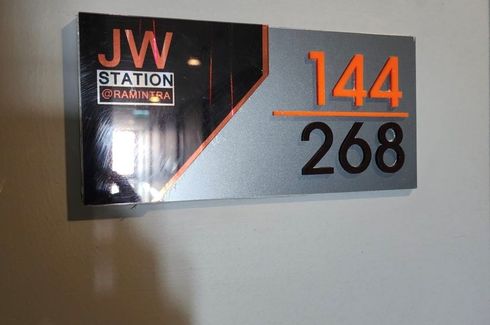 JW
STATION
@RAMINTRA
144
268